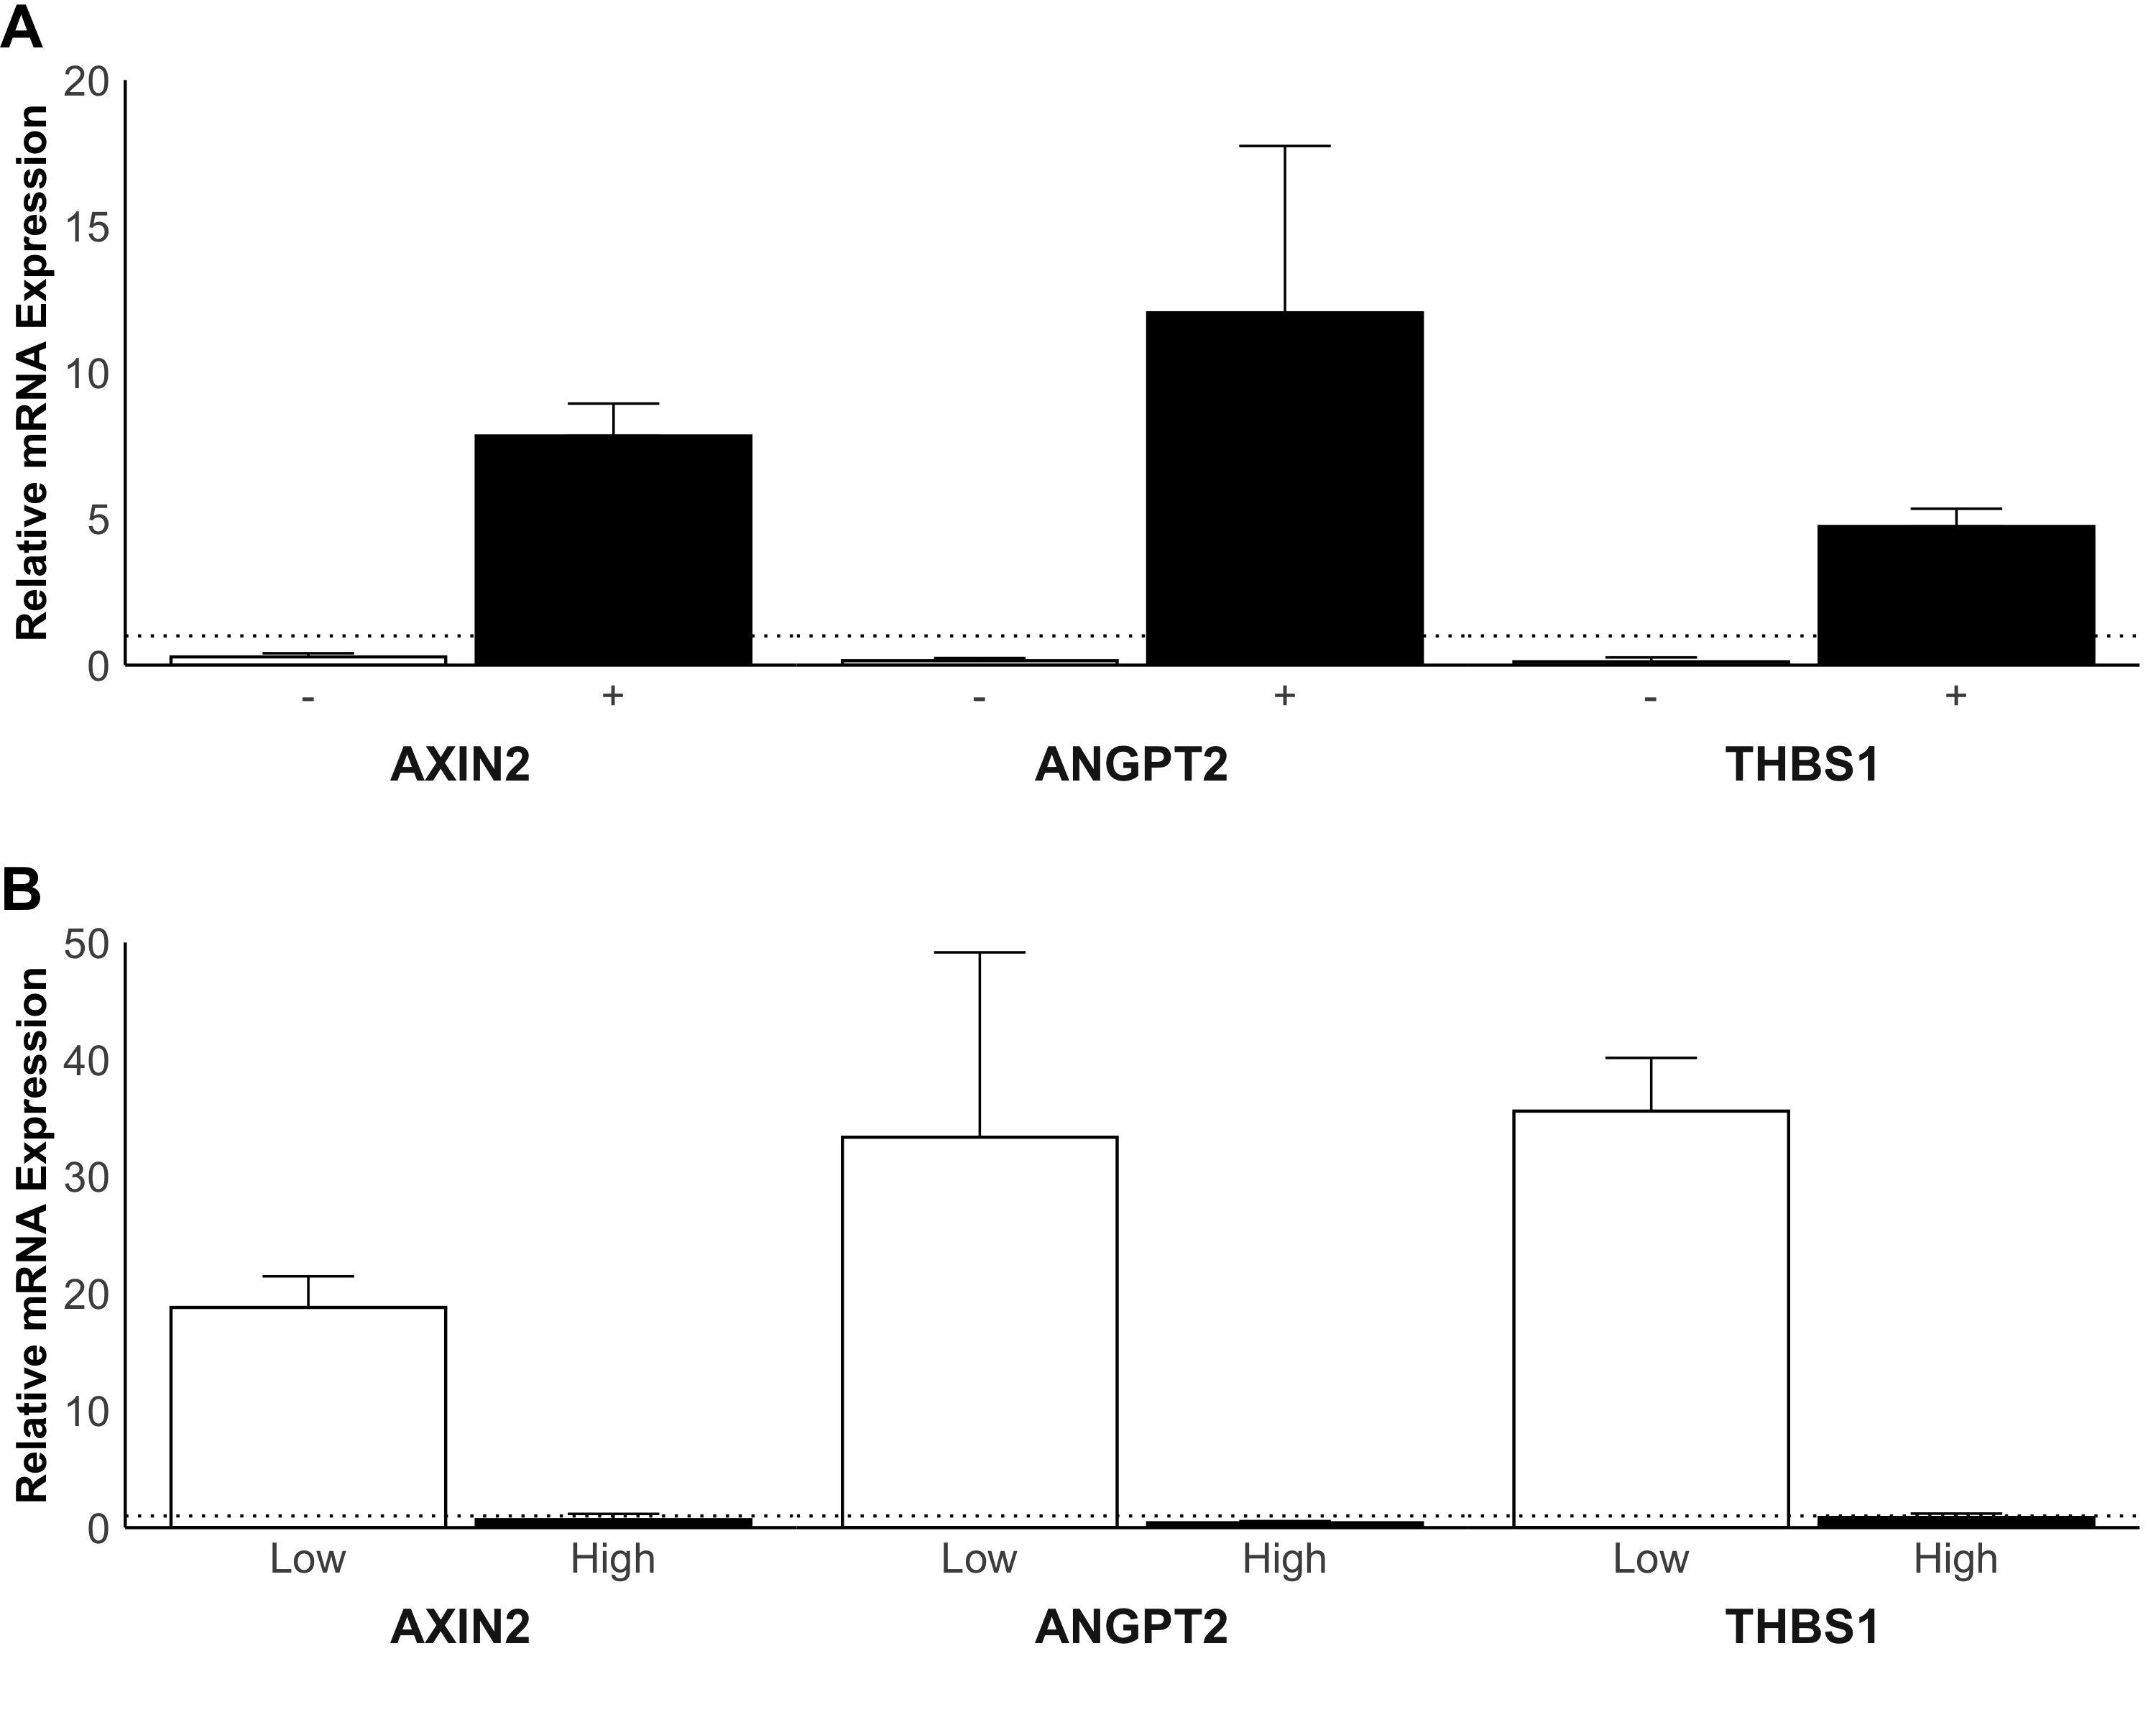 A
Relative mRNA Expression
20
15
10
5
0
- + - + - +
AXIN2 ANGPT2 THBS1
B
Relative mRNA Expression
50
40
30
20
10
0
Low High Low High Low High
AXIN2 ANGPT2 THBS1